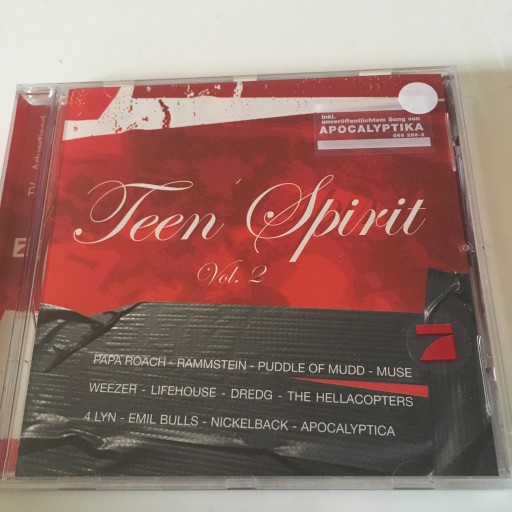 Inkl.
unveröffentlichtem Song von
APOCALYPTIKA
Teen Spirit
Vol. 2
PAPA ROACH - RAMMSTEIN - PUDDLE OF MUDD - MUSE
WEEZER - LIFEHOUSE - DREDG - THE HELLACOPTERS
4 LYN - EMIL BULLS - NICKELBACK - APOCALYPTICA
7